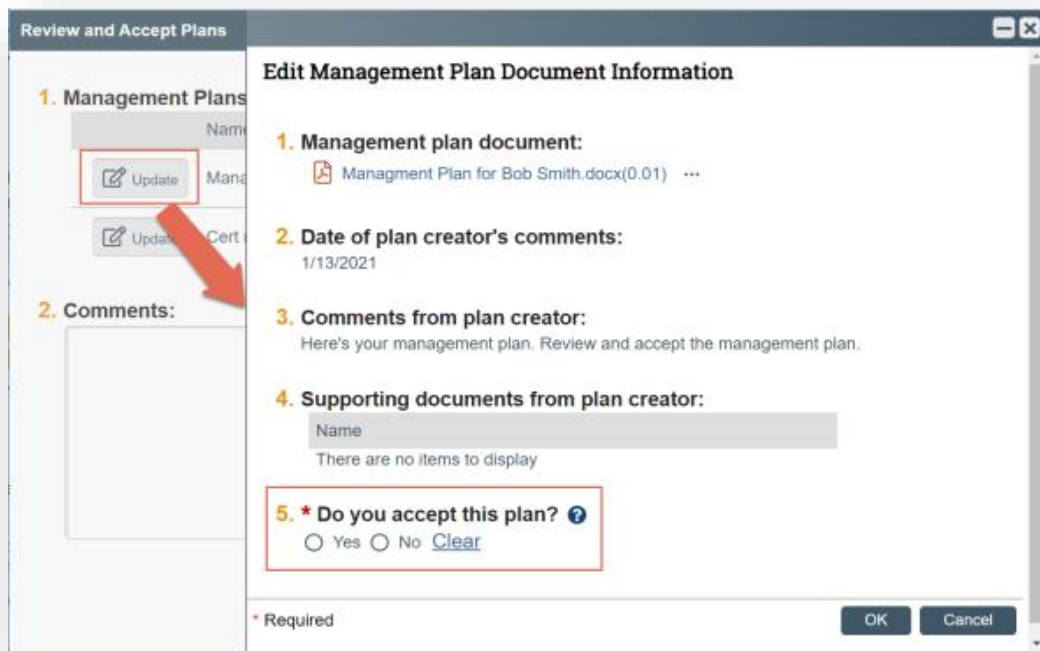 Review and Accept Plans
1. Management Plans
Name
Update
Mana
Update
Cert
2. Comments:
Edit Management Plan Document Information
1. Management plan document:
Managment Plan for Bob Smith.docx(0.01) ...
2. Date of plan creator's comments:
1/13/2021
3. Comments from plan creator:
Here's your management plan. Review and accept the management plan.
4. Supporting documents from plan creator:
Name
There are no items to display
5. * Do you accept this plan? ?
Yes No Clear
* Required
OK Cancel